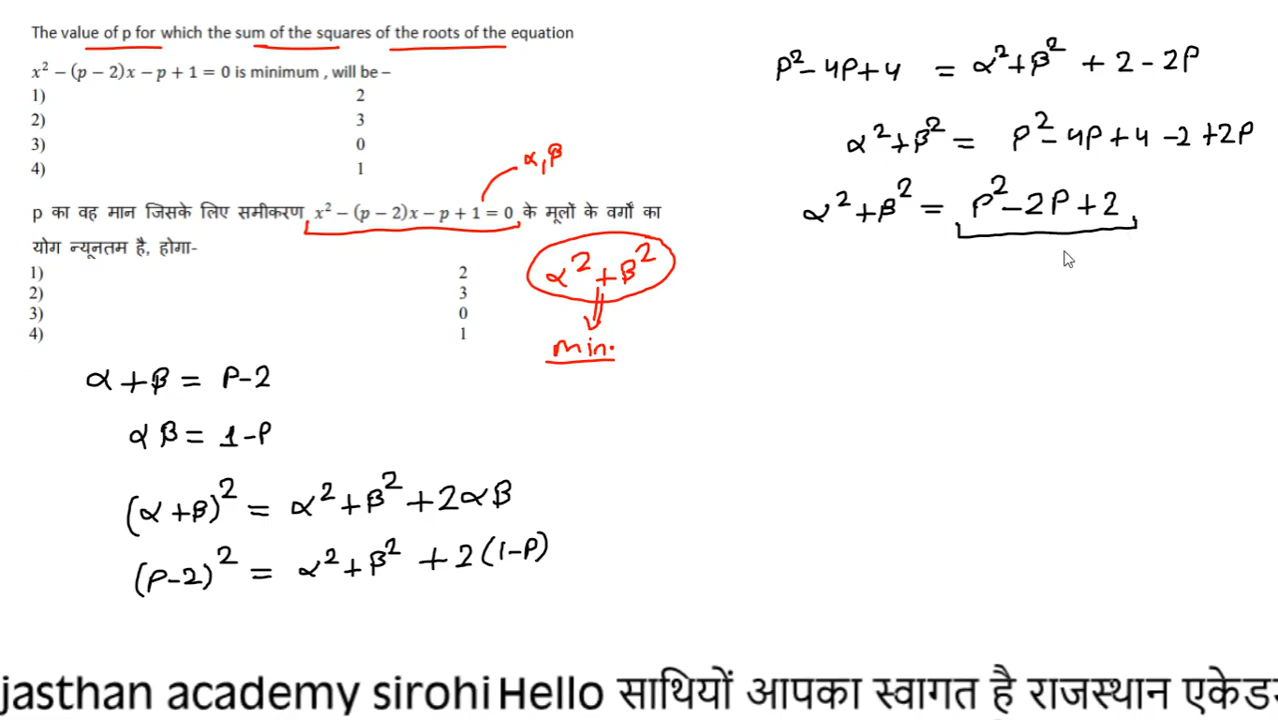 The value of p for which the sum of the squares of the roots of the equation
x² − (p − 2)x − p + 1 = 0 is minimum , will be –
1) 2
2) 3
3) 0
4) 1
α, β
p का वह मान जिसके लिए समीकरण x² − (p − 2)x − p + 1 = 0 के मूलों के वर्गों का
योग न्यूनतम है, होगा-
1) 2
2) 3
3) 0
4) 1
α² + β²
min.
α + β = P-2
α β = 1-P
(α + β)² = α² + β² + 2αβ
(P-2)² = α² + β² + 2(1-P)
P² - 4P + 4 = α² + β² + 2 - 2P
α² + β² = P² - 4P + 4 - 2 + 2P
α² + β² = P² - 2P + 2
jasthan academy sirohi Hello साथियों आपका स्वागत है राजस्थान एकेड